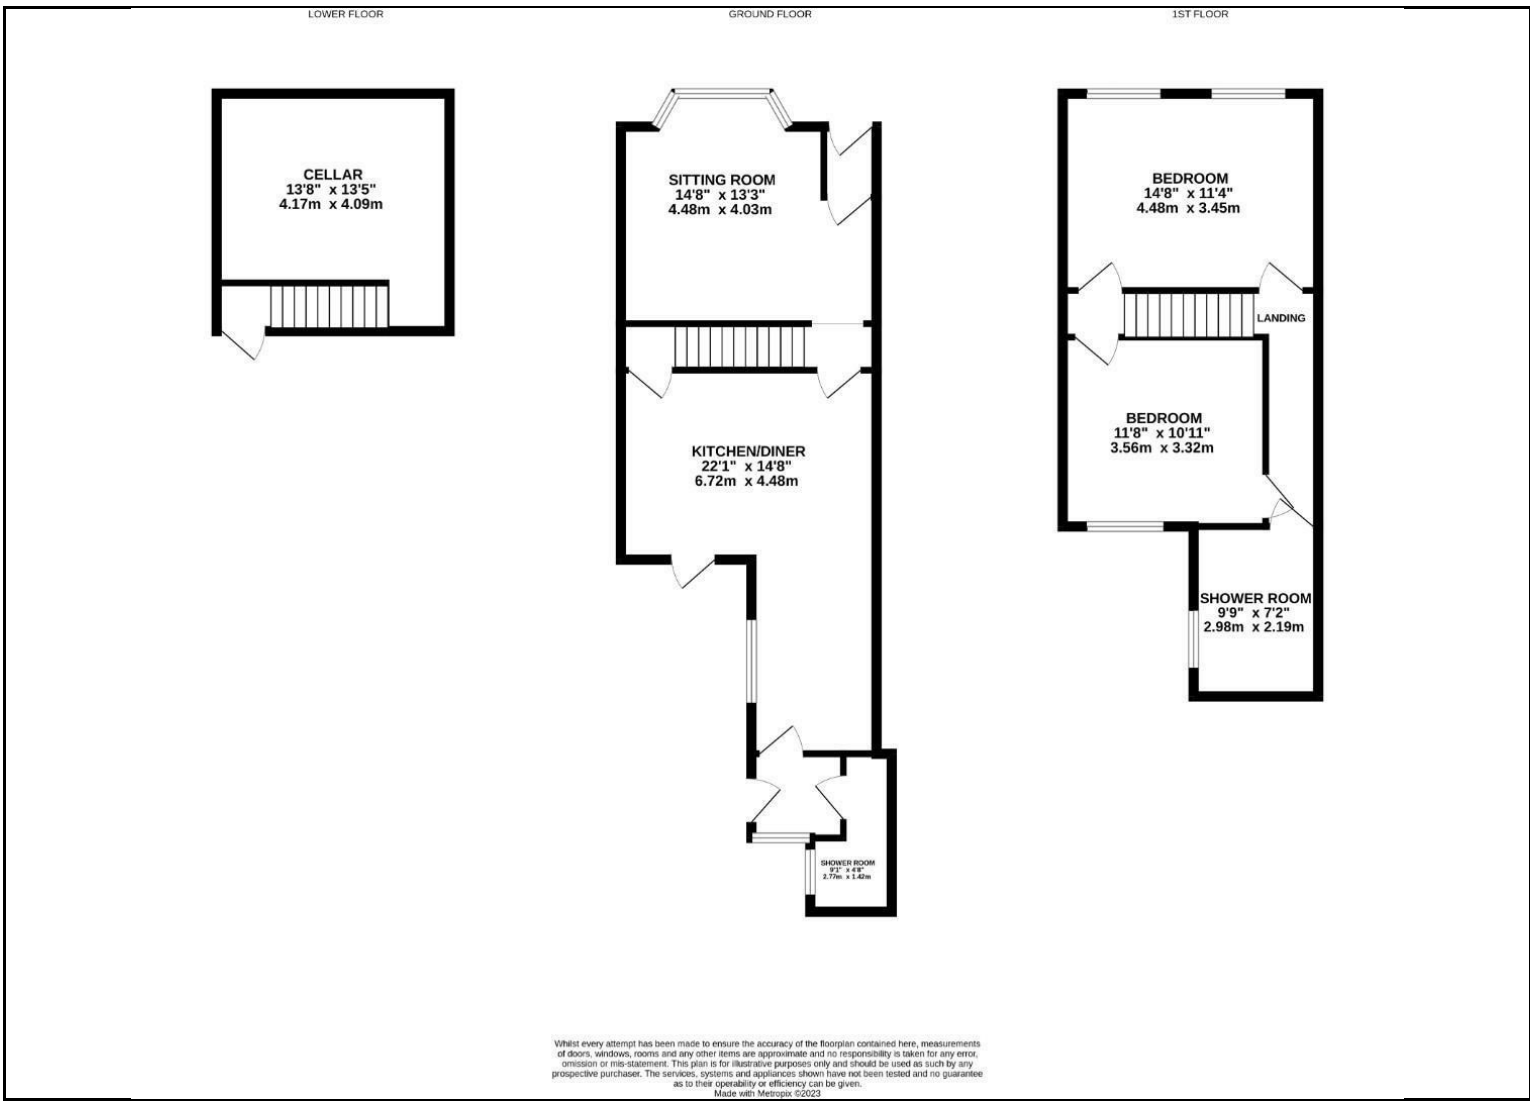 LOWER FLOOR
GROUND FLOOR
1ST FLOOR
CELLAR
13'8" x 13'5"
4.17m x 4.09m
SITTING ROOM
14'8" x 13'3"
4.48m x 4.03m
KITCHEN/DINER
22'1" x 14'8"
6.72m x 4.48m
SHOWER ROOM
9'1" x 4'8"
2.77m x 1.42m
BEDROOM
14'8" x 11'4"
4.48m x 3.45m
LANDING
BEDROOM
11'8" x 10'11"
3.56m x 3.32m
SHOWER ROOM
9'9" x 7'2"
2.98m x 2.19m
Whilst every attempt has been made to ensure the accuracy of the floorplan contained here, measurements
of doors, windows, rooms and any other items are approximate and no responsibility is taken for any error,
omission or mis-statement. This plan is for illustrative purposes only and should be used as such by any
prospective purchaser. The services, systems and appliances shown have not been tested and no guarantee
as to their operability or efficiency can be given.
Made with Metropix ©2023